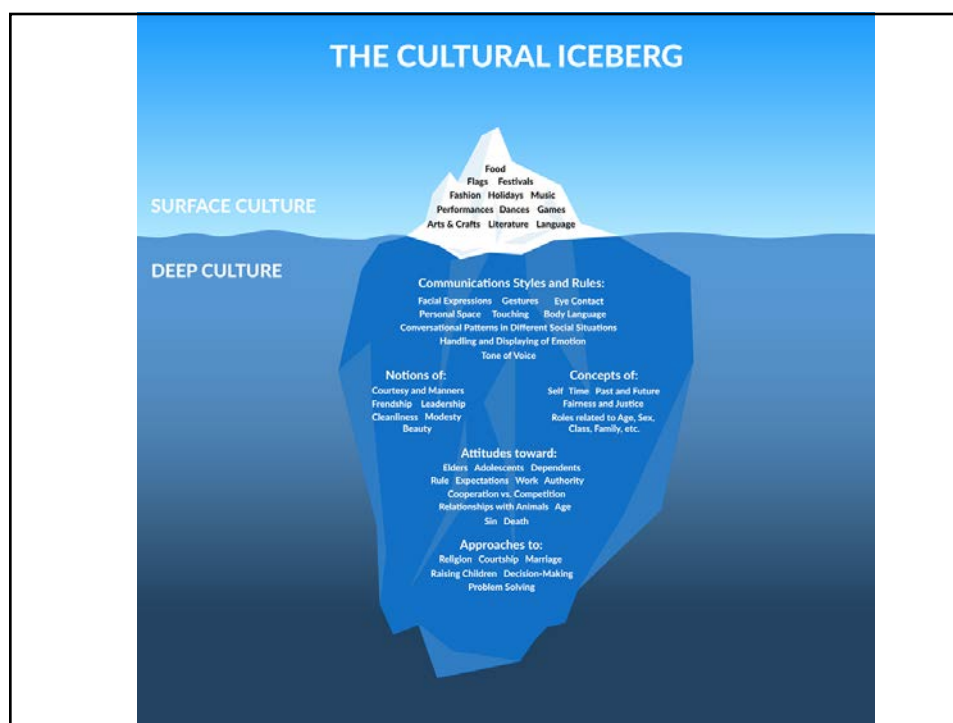 THE CULTURAL ICEBERG
Food
Flags Festivals
Fashion Holidays Music
Performances Dances Games
Arts & Crafts Literature Language
SURFACE CULTURE
DEEP CULTURE
Communications Styles and Rules:
Facial Expressions Gestures Eye Contact
Personal Space Touching Body Language
Conversational Patterns in Different Social Situations
Handling and Displaying of Emotion
Tone of Voice
Notions of:
Courtesy and Manners
Frendship Leadership
Cleanliness Modesty
Beauty
Concepts of:
Self Time Past and Future
Fairness and Justice
Roles related to Age, Sex,
Class, Family, etc.
Attitudes toward:
Elders Adolescents Dependents
Rule Expectations Work Authority
Cooperation vs. Competition
Relationships with Animals Age
Sin Death
Approaches to:
Religion Courtship Marriage
Raising Children Decision-Making
Problem Solving